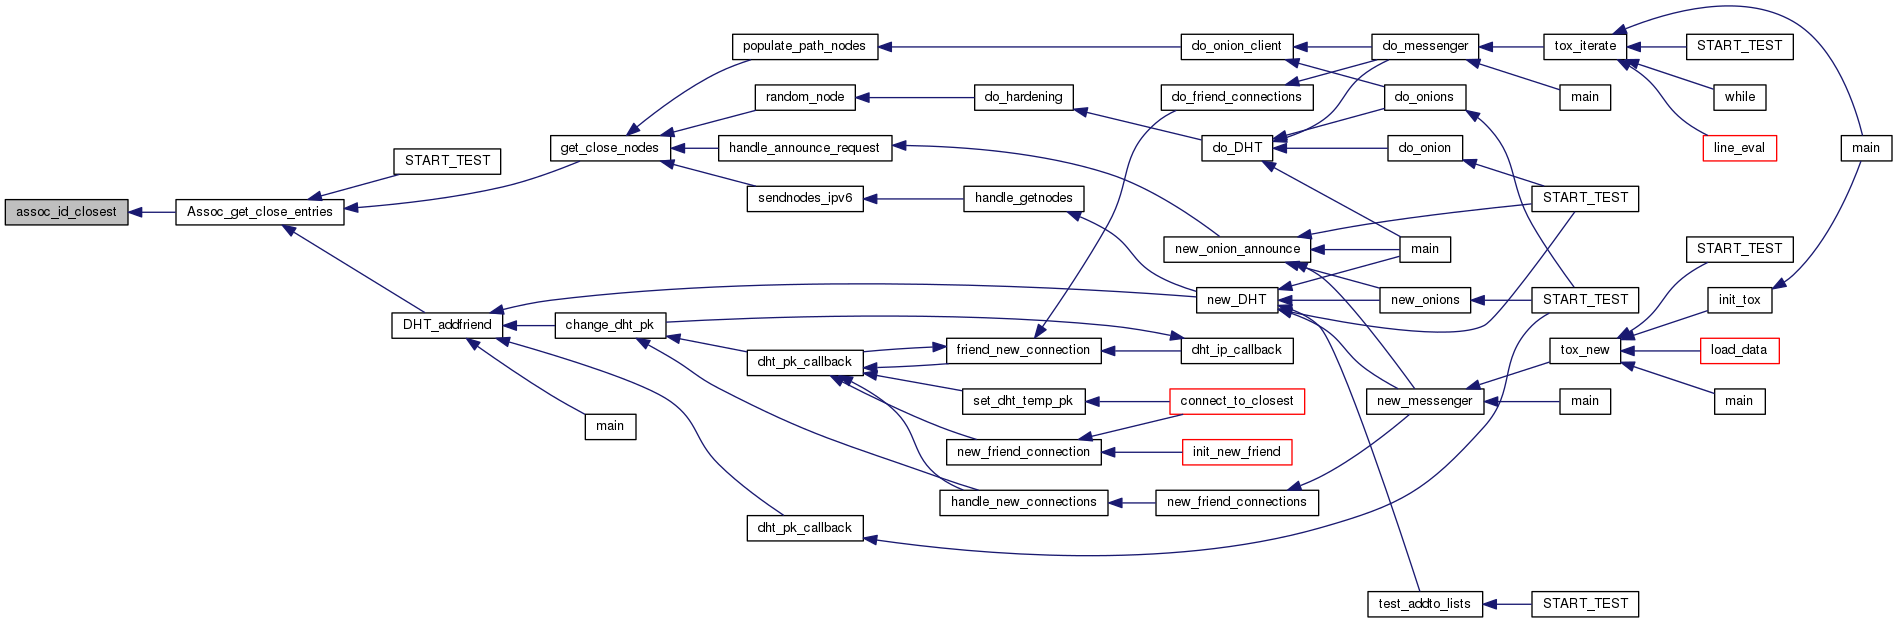 populate_path_nodes
do_onion_client
do_messenger
tox_iterate
START_TEST
random_node
do_hardening
do_friend_connections
do_onions
main
while
START_TEST
get_close_nodes
handle_announce_request
do_DHT
do_onion
line_eval
main
assoc_id_closest
Assoc_get_close_entries
sendnodes_ipv6
handle_getnodes
START_TEST
new_onion_announce
main
START_TEST
new_DHT
new_onions
START_TEST
init_tox
DHT_addfriend
change_dht_pk
dht_pk_callback
friend_new_connection
dht_ip_callback
tox_new
load_data
set_dht_temp_pk
connect_to_closest
new_messenger
main
main
main
new_friend_connection
init_new_friend
handle_new_connections
new_friend_connections
dht_pk_callback
test_addto_lists
START_TEST